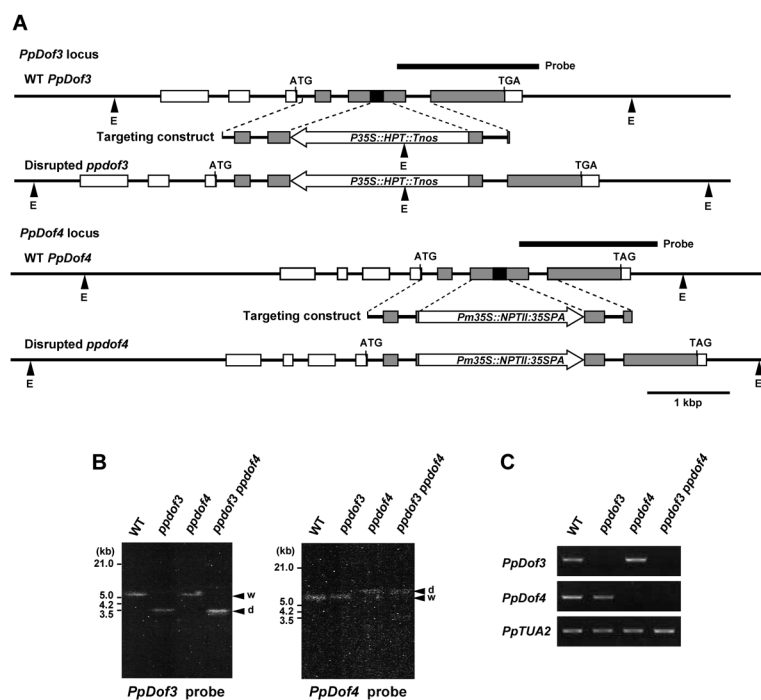 A
PpDof3 locus
Probe
WT PpDof3
ATG
TGA
E
E
Targeting construct
P35S::HPT::Tnos
E
Disrupted ppdof3
ATG
TGA
P35S::HPT::Tnos
E
E
E
PpDof4 locus
Probe
WT PpDof4
ATG
TAG
E
E
Targeting construct
Pm35S::NPTII:35SPA
Disrupted ppdof4
ATG
TAG
Pm35S::NPTII:35SPA
E
E
1 kbp
B
WT ppdof3 ppdof4 ppdof3 ppdof4
(kb)
21.0
5.0
4.2
3.5
w
d
PpDof3 probe
WT ppdof3 ppdof4 ppdof3 ppdof4
(kb)
21.0
5.0
4.2
3.5
d
w
PpDof4 probe
C
WT ppdof3 ppdof4 ppdof3 ppdof4
PpDof3
PpDof4
PpTUA2